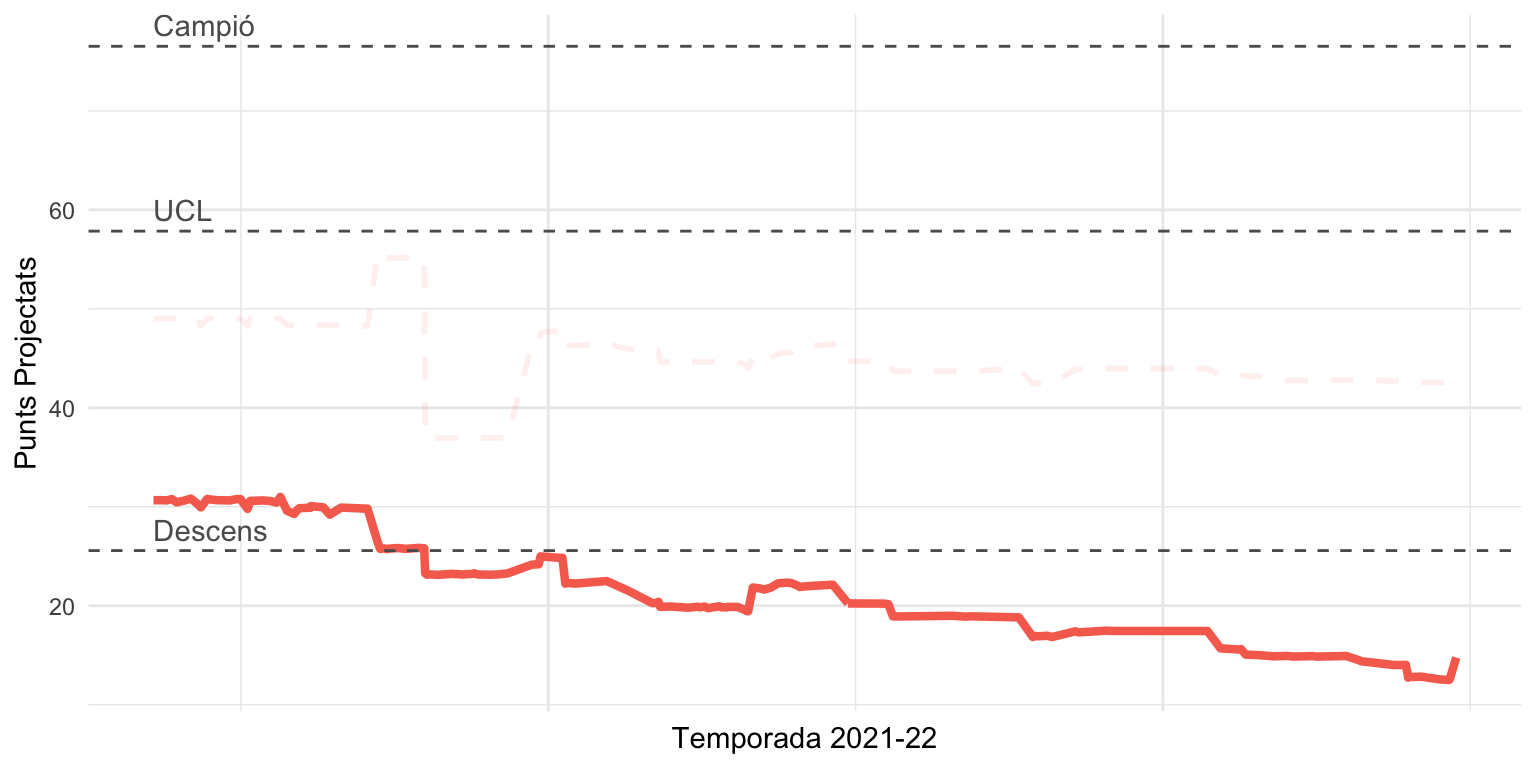 Campió
UCL
60
Punts Projectats
40
Descens
20
Temporada 2021-22